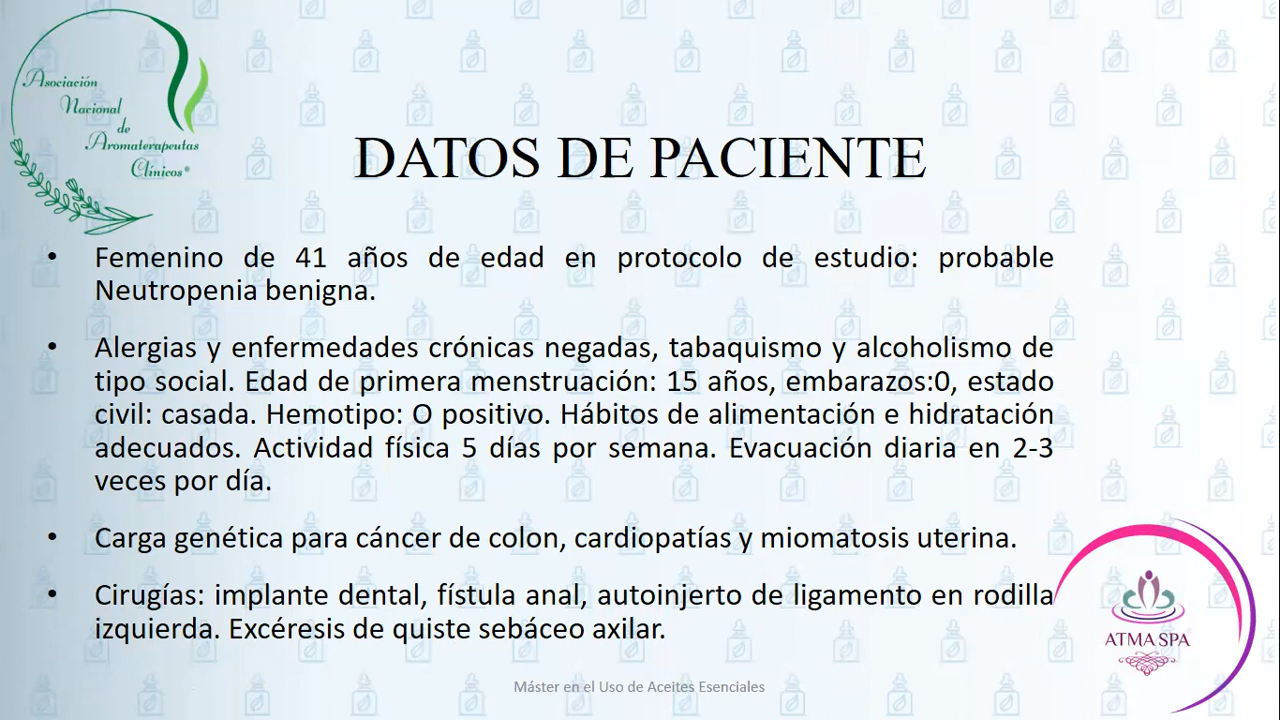 Asociación
Nacional
de
Aromaterapeutas
Clínicos®
DATOS DE PACIENTE
• Femenino de 41 años de edad en protocolo de estudio: probable
Neutropenia benigna.
• Alergias y enfermedades crónicas negadas, tabaquismo y alcoholismo de
tipo social. Edad de primera menstruación: 15 años, embarazos:0, estado
civil: casada. Hemotipo: O positivo. Hábitos de alimentación e hidratación
adecuados. Actividad física 5 días por semana. Evacuación diaria en 2-3
veces por día.
• Carga genética para cáncer de colon, cardiopatías y miomatosis uterina.
• Cirugías: implante dental, fístula anal, autoinjerto de ligamento en rodilla
izquierda. Excéresis de quiste sebáceo axilar.
ATMA SPA
Máster en el Uso de Aceites Esenciales